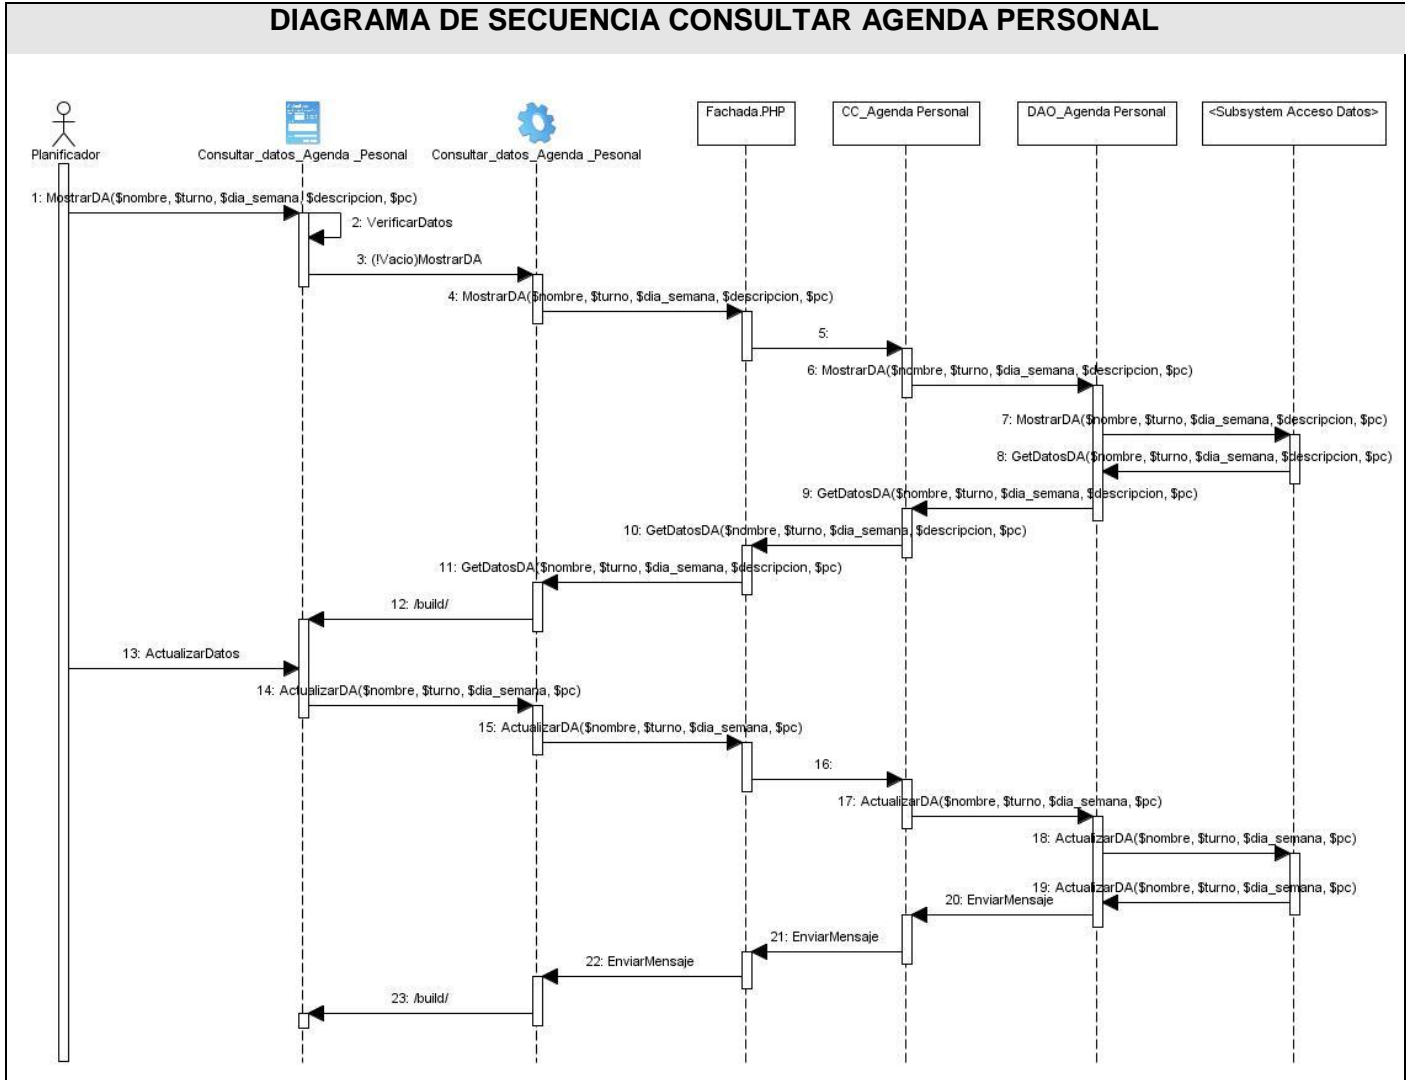 DIAGRAMA DE SECUENCIA CONSULTAR AGENDA PERSONAL
Planificador
Consultar_datos_Agenda _Pesonal
Consultar_datos_Agenda _Pesonal
Fachada.PHP
CC_Agenda Personal
DAO_Agenda Personal
<Subsystem Acceso Datos>
1: MostrarDA($nombre, $turno, $dia_semana, $descripcion, $pc)
2: VerificarDatos
3: (!Vacio)MostrarDA
4: MostrarDA($nombre, $turno, $dia_semana, $descripcion, $pc)
5:
6: MostrarDA($nombre, $turno, $dia_semana, $descripcion, $pc)
7: MostrarDA($nombre, $turno, $dia_semana, $descripcion, $pc)
8: GetDatosDA($nombre, $turno, $dia_semana, $descripcion, $pc)
9: GetDatosDA($nombre, $turno, $dia_semana, $descripcion, $pc)
10: GetDatosDA($nombre, $turno, $dia_semana, $descripcion, $pc)
11: GetDatosDA($nombre, $turno, $dia_semana, $descripcion, $pc)
12: /build/
13: ActualizarDatos
14: ActualizarDA($nombre, $turno, $dia_semana, $pc)
15: ActualizarDA($nombre, $turno, $dia_semana, $pc)
16:
17: ActualizarDA($nombre, $turno, $dia_semana, $pc)
18: ActualizarDA($nombre, $turno, $dia_semana, $pc)
19: ActualizarDA($nombre, $turno, $dia_semana, $pc)
20: EnviarMensaje
21: EnviarMensaje
22: EnviarMensaje
23: /build/